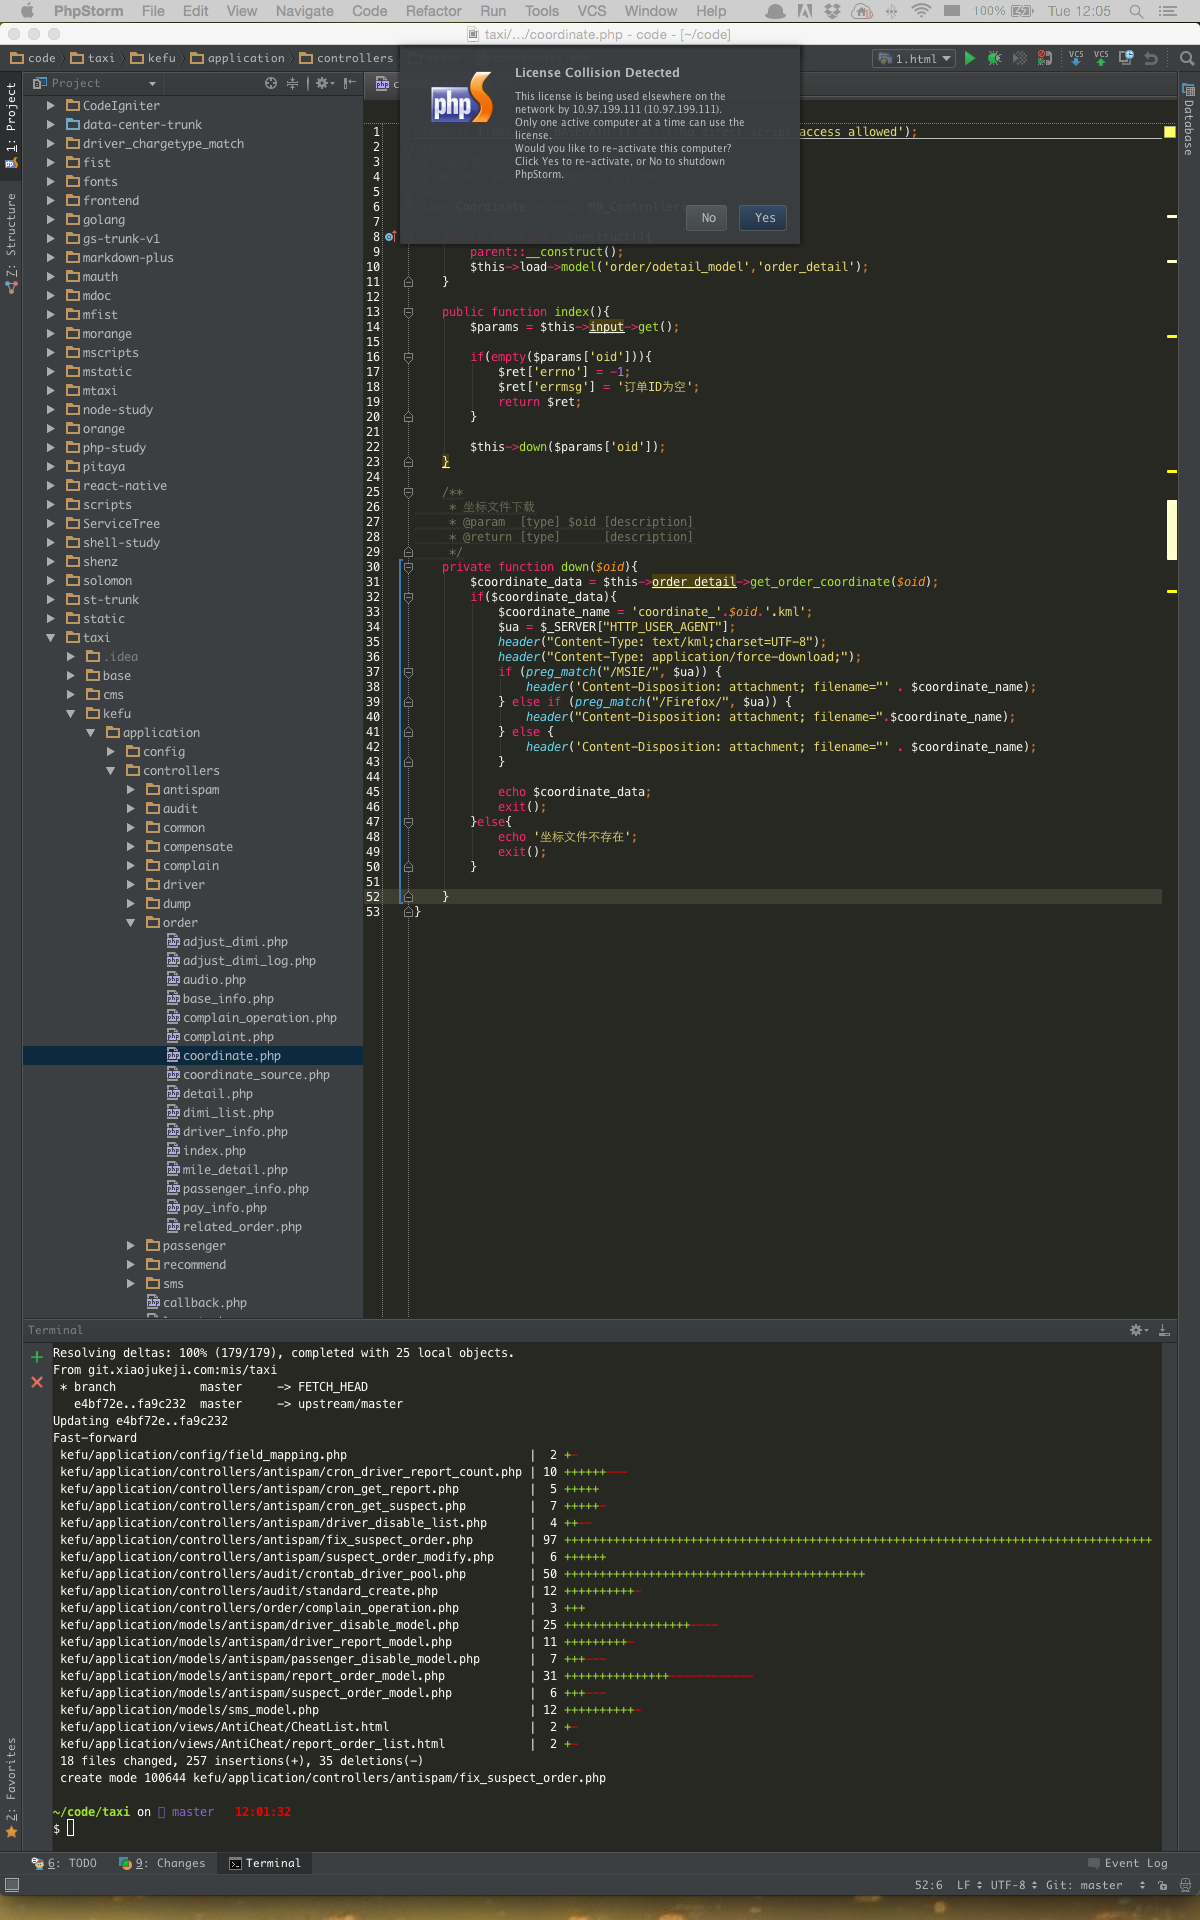 PhpStorm File Edit View Navigate Code Refactor Run Tools VCS Window Help 100% Tue 12:05
taxi/.../coordinate.php - code - [~/code]
code taxi kefu application controllers 1.html
Project
1: Project
Z: Structure
2: Favorites
Database
CodeIgniter
data-center-trunk
driver_chargetype_match
fist
fonts
frontend
golang
gs-trunk-v1
markdown-plus
mauth
mdoc
mfist
morange
mscripts
mstatic
mtaxi
node-study
orange
php-study
pitaya
react-native
scripts
ServiceTree
shell-study
shenz
solomon
st-trunk
static
taxi
.idea
base
cms
kefu
application
config
controllers
antispam
audit
common
compensate
complain
driver
dump
order
adjust_dimi.php
adjust_dimi_log.php
audio.php
base_info.php
complain_operation.php
complaint.php
coordinate.php
coordinate_source.php
detail.php
dimi_list.php
driver_info.php
index.php
mile_detail.php
passenger_info.php
pay_info.php
related_order.php
passenger
recommend
sms
callback.php
License Collision Detected
This license is being used elsewhere on the
network by 10.97.199.111 (10.97.199.111).
Only one active computer at a time can use the
license.
Would you like to re-activate this computer?
Click Yes to re-activate, or No to shutdown
PhpStorm.
No Yes
1 access allowed');
2
3
4
5
6 Coordinate MB_Controller
7
8 construct(){
9 parent::__construct();
10 $this->load->model('order/odetail_model','order_detail');
11 }
12
13 public function index(){
14 $params = $this->input->get();
15
16 if(empty($params['oid'])){
17 $ret['errno'] = -1;
18 $ret['errmsg'] = '订单ID为空';
19 return $ret;
20 }
21
22 $this->down($params['oid']);
23 }
24
25 /**
26 * 坐标文件下载
27 * @param [type] $oid [description]
28 * @return [type] [description]
29 */
30 private function down($oid){
31 $coordinate_data = $this->order_detail->get_order_coordinate($oid);
32 if($coordinate_data){
33 $coordinate_name = 'coordinate_'.$oid.'.kml';
34 $ua = $_SERVER["HTTP_USER_AGENT"];
35 header("Content-Type: text/kml;charset=UTF-8");
36 header("Content-Type: application/force-download;");
37 if (preg_match("/MSIE/", $ua)) {
38 header('Content-Disposition: attachment; filename="' . $coordinate_name);
39 } else if (preg_match("/Firefox/", $ua)) {
40 header("Content-Disposition: attachment; filename=".$coordinate_name);
41 } else {
42 header('Content-Disposition: attachment; filename="' . $coordinate_name);
43 }
44
45 echo $coordinate_data;
46 exit();
47 }else{
48 echo '坐标文件不存在';
49 exit();
50 }
51
52 }
53 }
Terminal
Resolving deltas: 100% (179/179), completed with 25 local objects.
From git.xiaojukeji.com:mis/taxi
* branch master -> FETCH_HEAD
e4bf72e..fa9c232 master -> upstream/master
Updating e4bf72e..fa9c232
Fast-forward
kefu/application/config/field_mapping.php | 2 +-
kefu/application/controllers/antispam/cron_driver_report_count.php | 10 ++++++---
kefu/application/controllers/antispam/cron_get_report.php | 5 +++++
kefu/application/controllers/antispam/cron_get_suspect.php | 7 +++++-
kefu/application/controllers/antispam/driver_disable_list.php | 4 ++--
kefu/application/controllers/antispam/fix_suspect_order.php | 97 ++++++++++++++++++++++++++++++++++++++++++++++++++++++++++++++++++++++++++++++++++++
kefu/application/controllers/antispam/suspect_order_modify.php | 6 ++++++
kefu/application/controllers/audit/crontab_driver_pool.php | 50 +++++++++++++++++++++++++++++++++++++++++++
kefu/application/controllers/audit/standard_create.php | 12 ++++++++++-
kefu/application/controllers/order/complain_operation.php | 3 +++
kefu/application/models/antispam/driver_disable_model.php | 25 ++++++++++++++++++----
kefu/application/models/antispam/driver_report_model.php | 11 +++++++++-
kefu/application/models/antispam/passenger_disable_model.php | 7 +++---
kefu/application/models/antispam/report_order_model.php | 31 +++++++++++++++------------
kefu/application/models/antispam/suspect_order_model.php | 6 +++---
kefu/application/models/sms_model.php | 12 ++++++++++-
kefu/application/views/AntiCheat/CheatList.html | 2 +-
kefu/application/views/AntiCheat/report_order_list.html | 2 +-
18 files changed, 257 insertions(+), 35 deletions(-)
create mode 100644 kefu/application/controllers/antispam/fix_suspect_order.php
~/code/taxi on master 12:01:32
$
6: TODO 9: Changes Terminal Event Log
52:6 LF UTF-8 Git: master